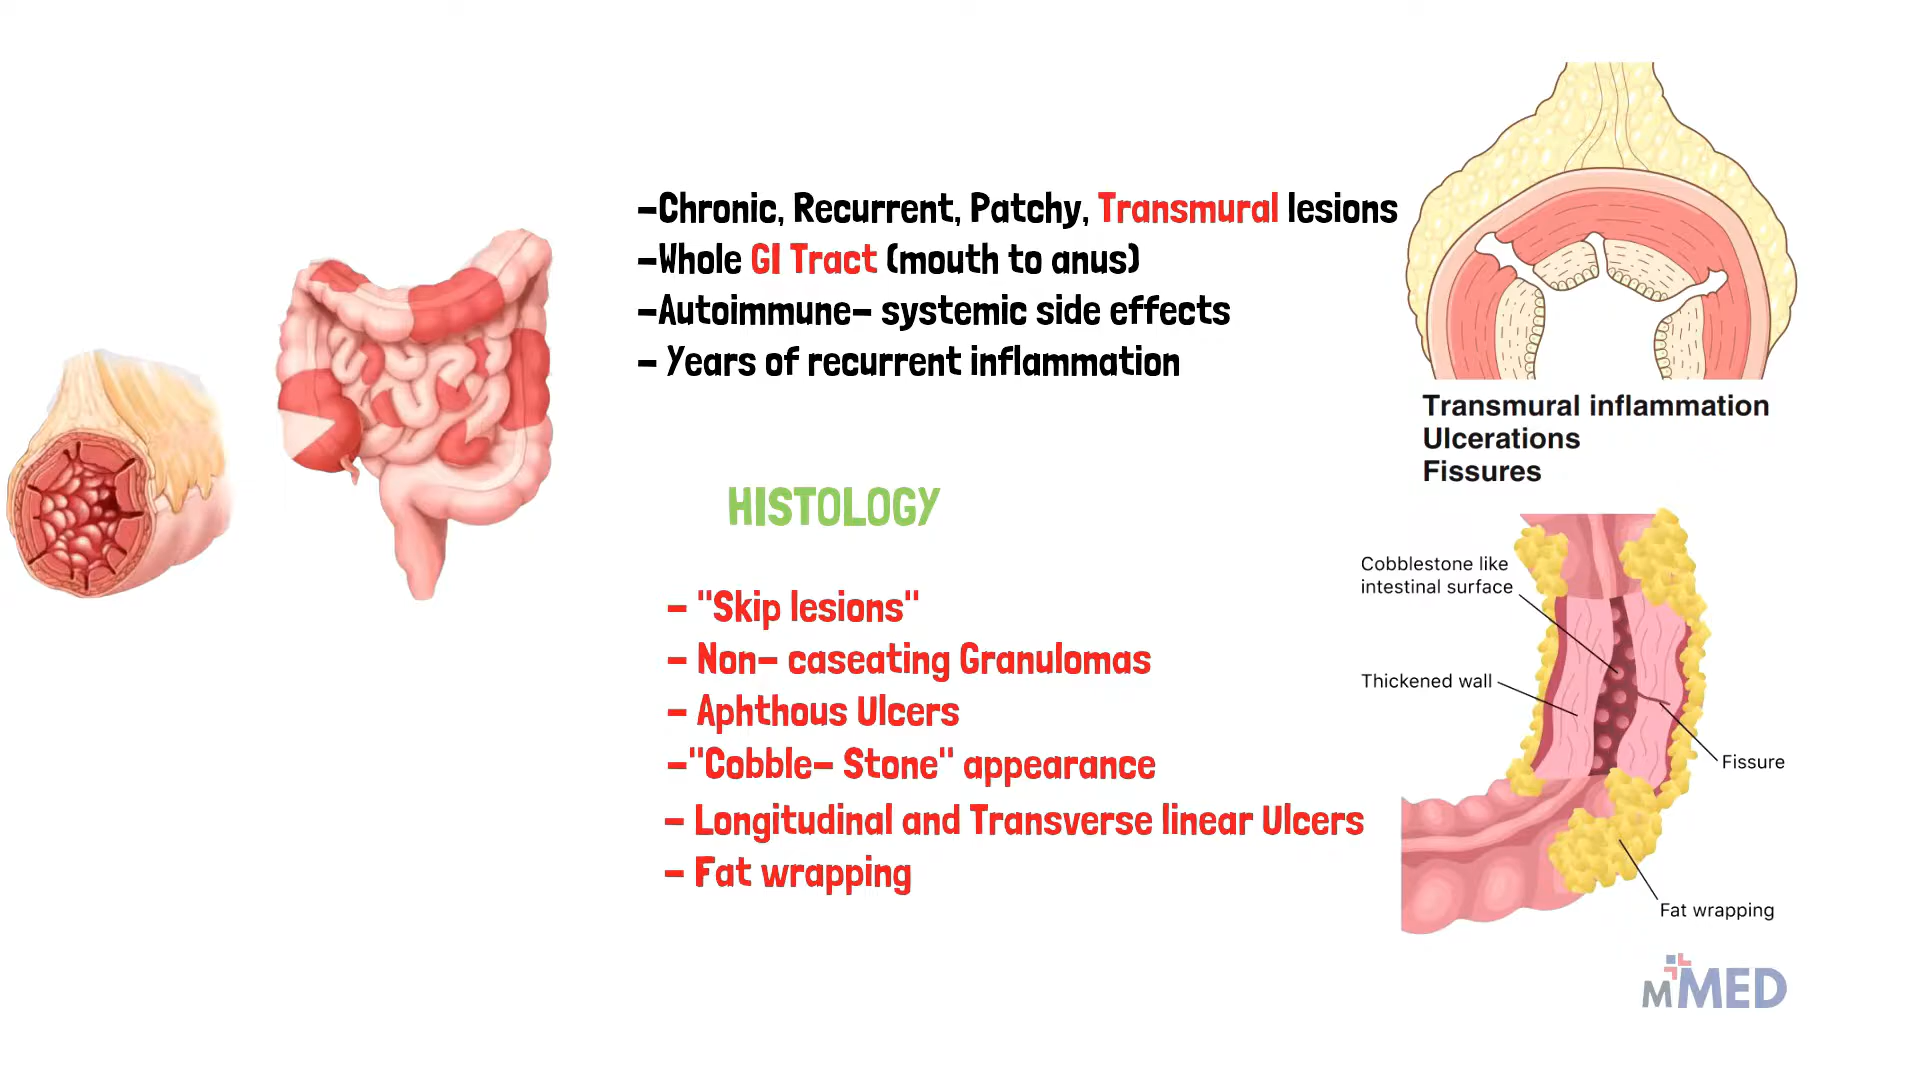 -Chronic, Recurrent, Patchy, Transmural lesions
-Whole GI Tract (mouth to anus)
-Autoimmune- systemic side effects
- Years of recurrent inflammation
Transmural inflammation
Ulcerations
Fissures
HISTOLOGY
- "Skip lesions"
- Non- caseating Granulomas
- Aphthous Ulcers
-"Cobble- Stone" appearance
- Longitudinal and Transverse linear Ulcers
- Fat wrapping
Cobblestone like
intestinal surface
Thickened wall
Fissure
Fat wrapping
MMED